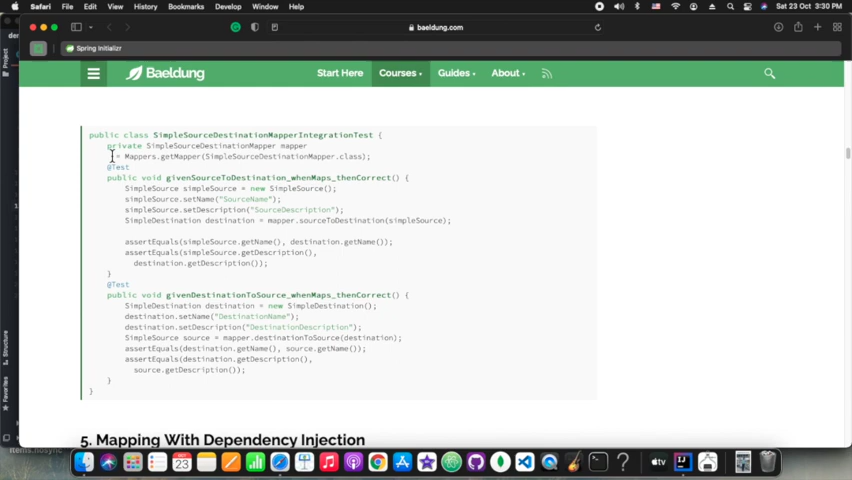 Safari File Edit View History Bookmarks Develop Window Help Sat 23 Oct 3:30 PM
baeldung.com
Spring Initializr
Baeldung Start Here Courses Guides About
public class SimpleSourceDestinationMapperIntegrationTest {
private SimpleSourceDestinationMapper mapper
= Mappers.getMapper(SimpleSourceDestinationMapper.class);
@Test
public void givenSourceToDestination_whenMaps_thenCorrect() {
SimpleSource simpleSource = new SimpleSource();
simpleSource.setName("SourceName");
simpleSource.setDescription("SourceDescription");
SimpleDestination destination = mapper.sourceToDestination(simpleSource);
assertEquals(simpleSource.getName(), destination.getName());
assertEquals(simpleSource.getDescription(),
destination.getDescription());
}
@Test
public void givenDestinationToSource_whenMaps_thenCorrect() {
SimpleDestination destination = new SimpleDestination();
destination.setName("DestinationName");
destination.setDescription("DestinationDescription");
SimpleSource source = mapper.destinationToSource(destination);
assertEquals(destination.getName(), source.getName());
assertEquals(destination.getDescription(),
source.getDescription());
}
}
5. Mapping With Dependency Injection
Project
Structure
Favorites
items.nosync